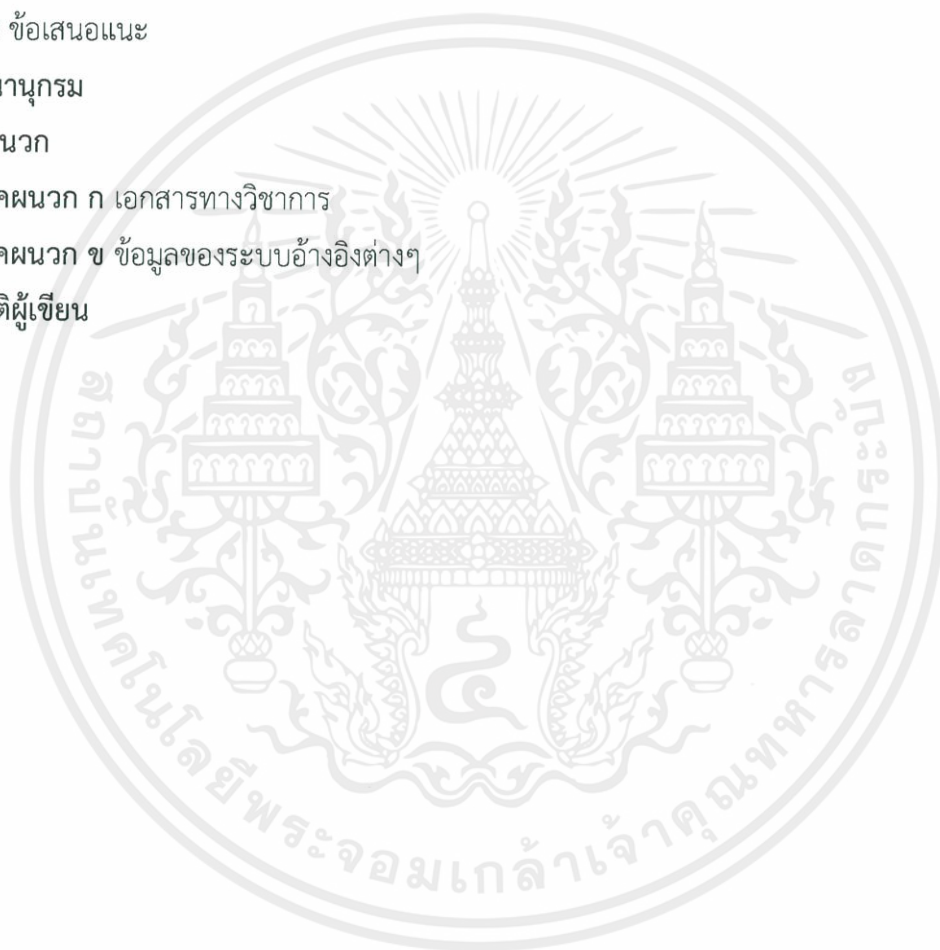 ข้อเสนอแนะ
นานุกรม
นวก
คผนวก ก เอกสารทางวิชาการ
คผนวก ข ข้อมูลของระบบอ้างอิงต่างๆ
ติผู้เขียน
สถาบันเทคโนโลยีพระจอมเกล้าเจ้าคุณทหารลาดกระบัง
๔